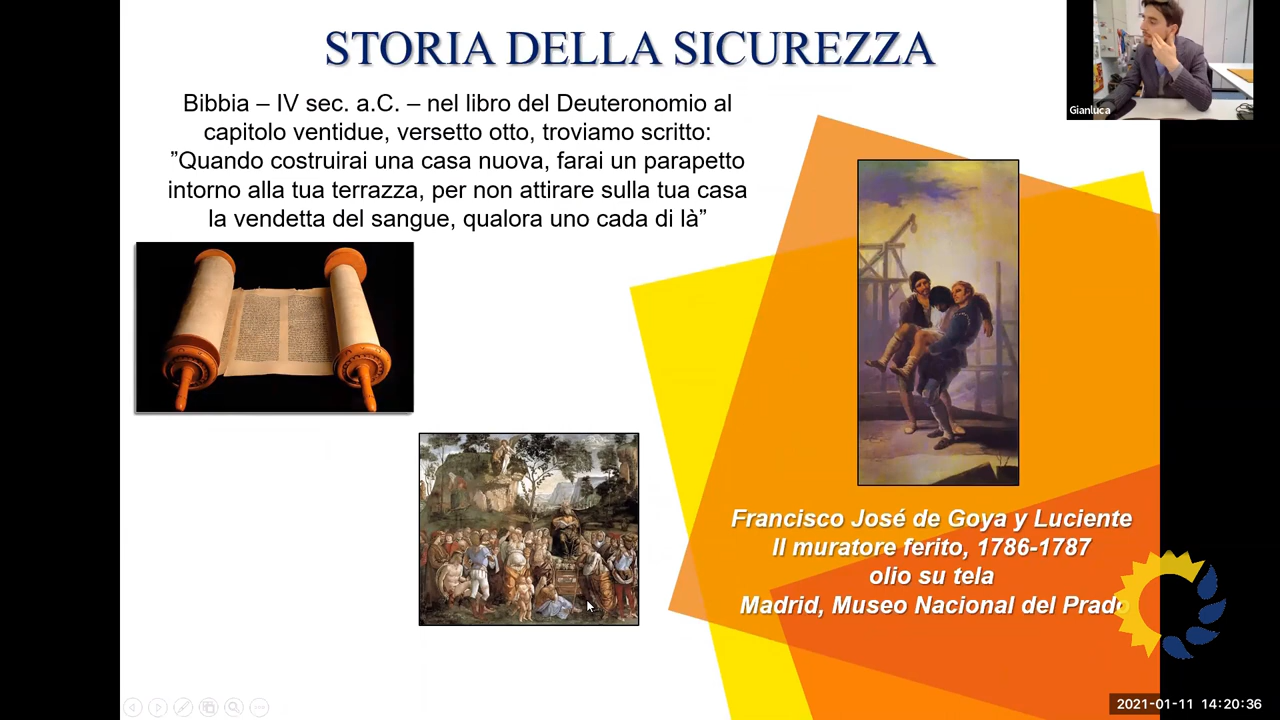 STORIA DELLA SICUREZZA
Bibbia – IV sec. a.C. – nel libro del Deuteronomio al
capitolo ventidue, versetto otto, troviamo scritto:
”Quando costruirai una casa nuova, farai un parapetto
intorno alla tua terrazza, per non attirare sulla tua casa
la vendetta del sangue, qualora uno cada di là”
Gianluca
Francisco José de Goya y Luciente
Il muratore ferito, 1786-1787
olio su tela
Madrid, Museo Nacional del Prado
2021-01-11 14:20:36